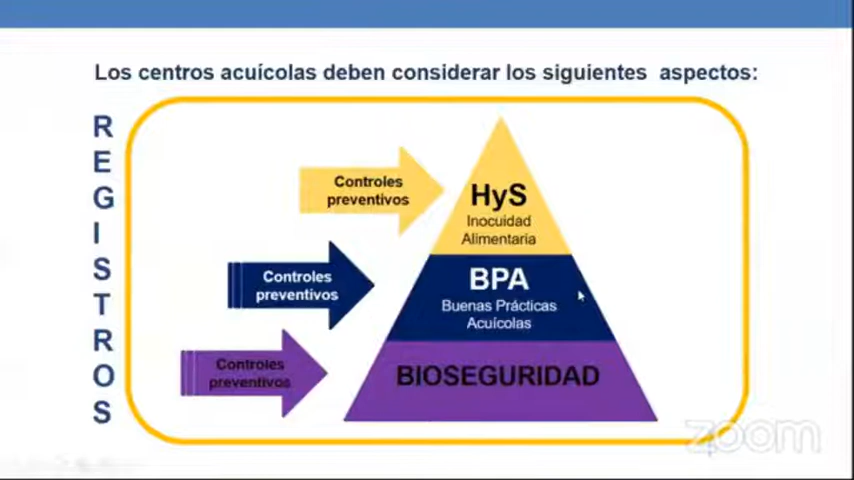 Los centros acuícolas deben considerar los siguientes aspectos:
R
E
G
I
S
T
R
O
S
Controles
preventivos
HyS
Inocuidad
Alimentaria
Controles
preventivos
BPA
Buenas Prácticas
Acuícolas
Controles
preventivos
BIOSEGURIDAD
zoom